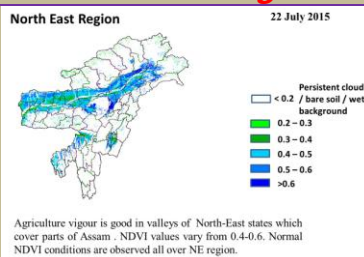 North East Region
22 July 2015
Persistent cloud
< 0.2 / bare soil / wet
background
0.2 – 0.3
0.3 – 0.4
0.4 – 0.5
0.5 – 0.6
>0.6
Agriculture vigour is good in valleys of North-East states which
cover parts of Assam . NDVI values vary from 0.4-0.6. Normal
NDVI conditions are observed all over NE region.